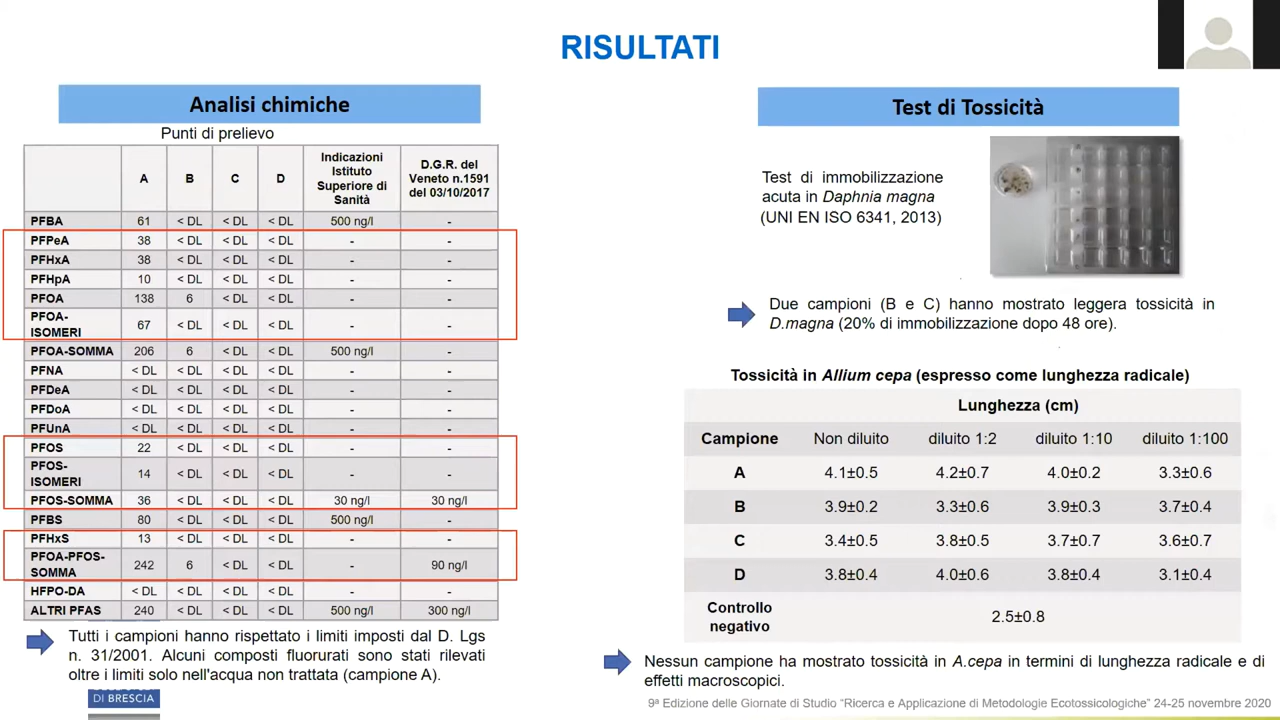 RISULTATI
Analisi chimiche
Punti di prelievo
A B C D Indicazioni Istituto Superiore di Sanità D.G.R. del Veneto n.1591 del 03/10/2017
PFBA 61 < DL < DL < DL 500 ng/l -
PFPeA 38 < DL < DL < DL - -
PFHxA 38 < DL < DL < DL - -
PFHpA 10 < DL < DL < DL - -
PFOA 138 6 < DL < DL - -
PFOA-ISOMERI 67 < DL < DL < DL - -
PFOA-SOMMA 206 6 < DL < DL 500 ng/l -
PFNA < DL < DL < DL < DL - -
PFDeA < DL < DL < DL < DL - -
PFDoA < DL < DL < DL < DL - -
PFUnA < DL < DL < DL < DL - -
PFOS 22 < DL < DL < DL - -
PFOS-ISOMERI 14 < DL < DL < DL - -
PFOS-SOMMA 36 < DL < DL < DL 30 ng/l 30 ng/l
PFBS 80 < DL < DL < DL 500 ng/l -
PFHxS 13 < DL < DL < DL - -
PFOA-PFOS-SOMMA 242 6 < DL < DL - 90 ng/l
HFPO-DA < DL < DL < DL < DL - -
ALTRI PFAS 240 < DL < DL < DL 500 ng/l 300 ng/l
Tutti i campioni hanno rispettato i limiti imposti dal D. Lgs
n. 31/2001. Alcuni composti fluorurati sono stati rilevati
oltre i limiti solo nell'acqua non trattata (campione A).
DI BRESCIA
Test di Tossicità
Test di immobilizzazione
acuta in Daphnia magna
(UNI EN ISO 6341, 2013)
Due campioni (B e C) hanno mostrato leggera tossicità in
D.magna (20% di immobilizzazione dopo 48 ore).
Tossicità in Allium cepa (espresso come lunghezza radicale)
Lunghezza (cm)
Campione Non diluito diluito 1:2 diluito 1:10 diluito 1:100
A 4.1±0.5 4.2±0.7 4.0±0.2 3.3±0.6
B 3.9±0.2 3.3±0.6 3.9±0.3 3.7±0.4
C 3.4±0.5 3.8±0.5 3.7±0.7 3.6±0.7
D 3.8±0.4 4.0±0.6 3.8±0.4 3.1±0.4
Controllo negativo 2.5±0.8
Nessun campione ha mostrato tossicità in A.cepa in termini di lunghezza radicale e di
effetti macroscopici.
9ª Edizione delle Giornate di Studio "Ricerca e Applicazione di Metodologie Ecotossicologiche" 24-25 novembre 2020